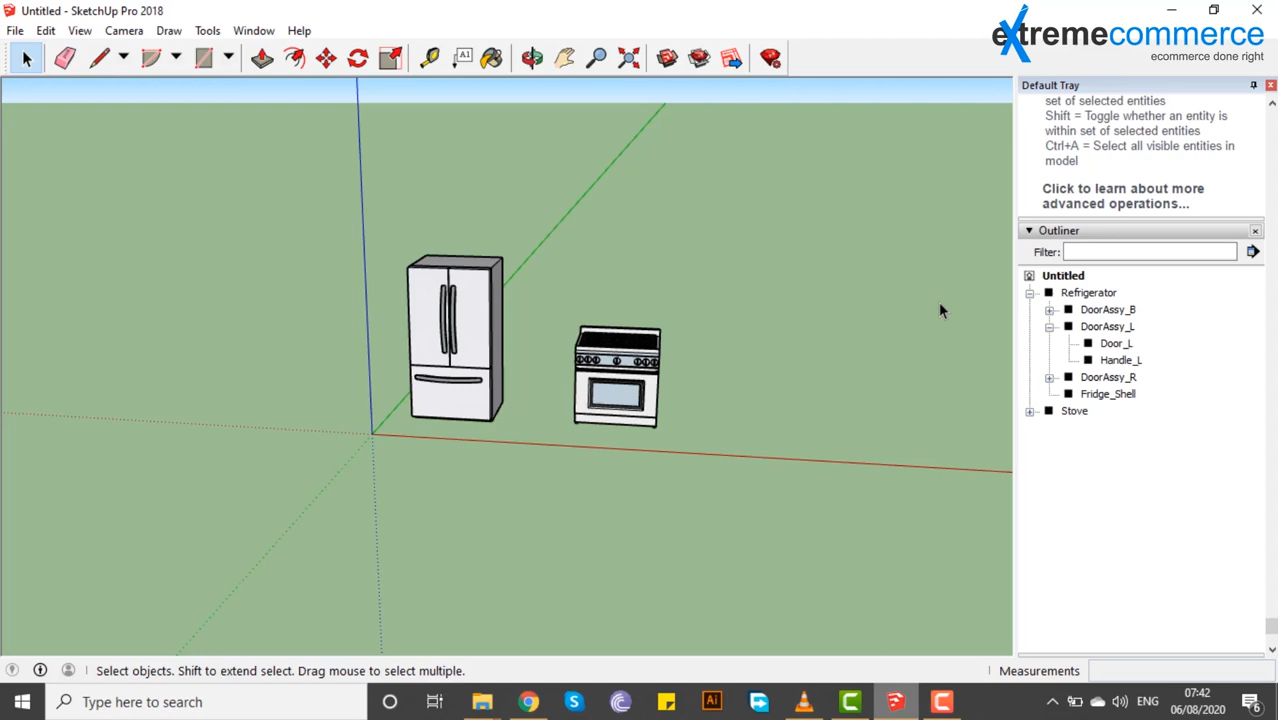 Untitled - SketchUp Pro 2018
extremecommerce
ecommerce done right
File Edit View Camera Draw Tools Window Help
A1
Default Tray
set of selected entities
Shift = Toggle whether an entity is
within set of selected entities
Ctrl+A = Select all visible entities in
model
Click to learn about more
advanced operations...
Outliner
Filter:
Untitled
Refrigerator
DoorAssy_B
DoorAssy_L
Door_L
Handle_L
DoorAssy_R
Fridge_Shell
Stove
Select objects. Shift to extend select. Drag mouse to select multiple.
Measurements
Type here to search
Ai
ENG
07:42
06/08/2020
6